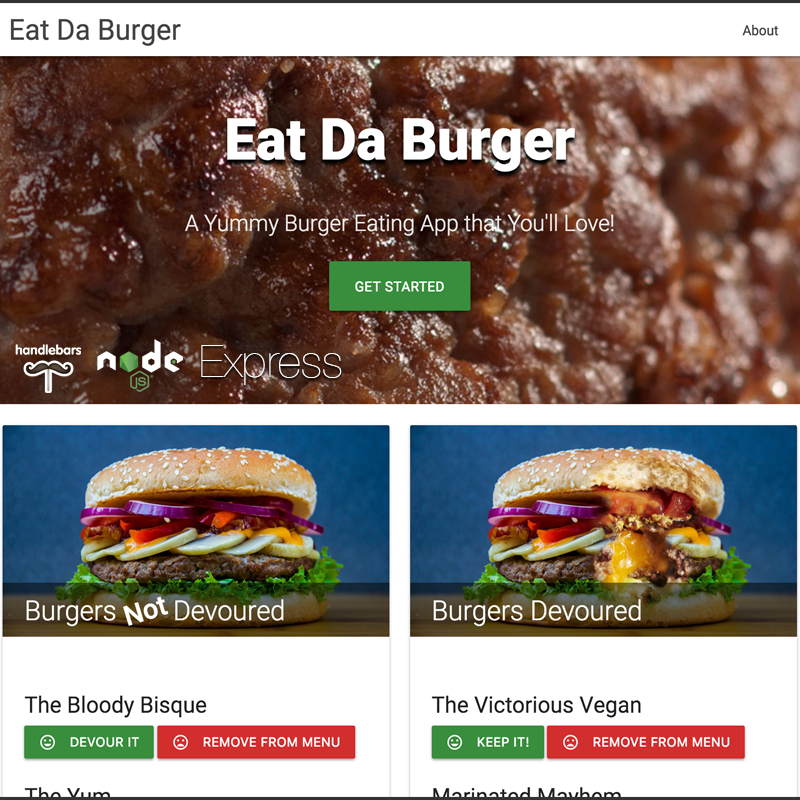 Eat Da Burger
About
Eat Da Burger
A Yummy Burger Eating App that You'll Love!
GET STARTED
handlebars
node
JS
Express
Burgers Not Devoured
Burgers Devoured
The Bloody Bisque
DEVOUR IT
REMOVE FROM MENU
The Victorious Vegan
KEEP IT!
REMOVE FROM MENU
The Yum
Marinated Mayhem